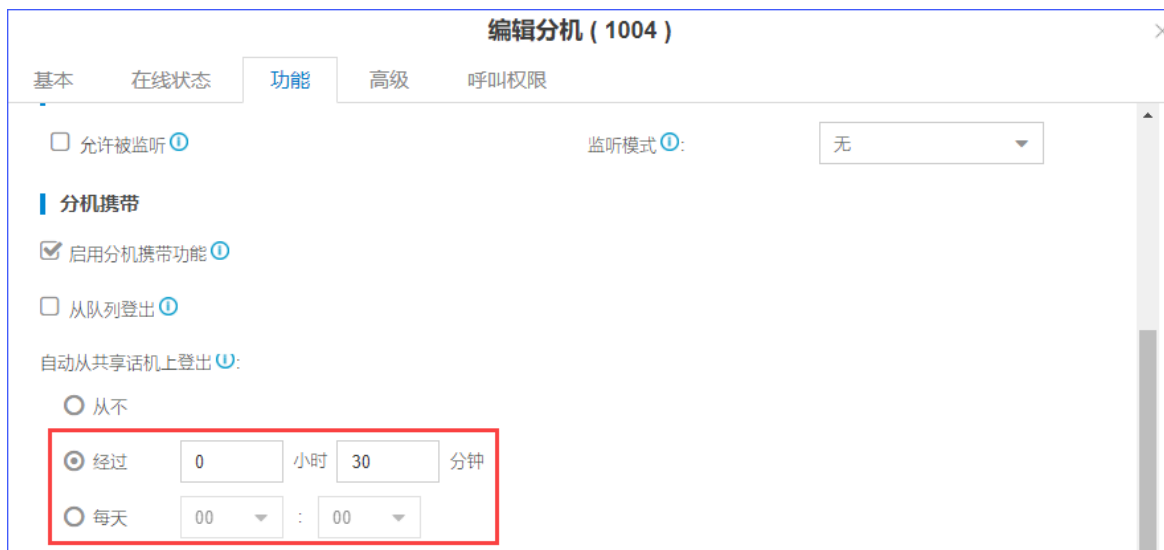 编辑分机 ( 1004 )
基本 在线状态 功能 高级 呼叫权限
允许被监听 监听模式 : 无
分机携带
启用分机携带功能
从队列登出
自动从共享话机上登出 :
从不
经过 0 小时 30 分钟
每天 00 : 00